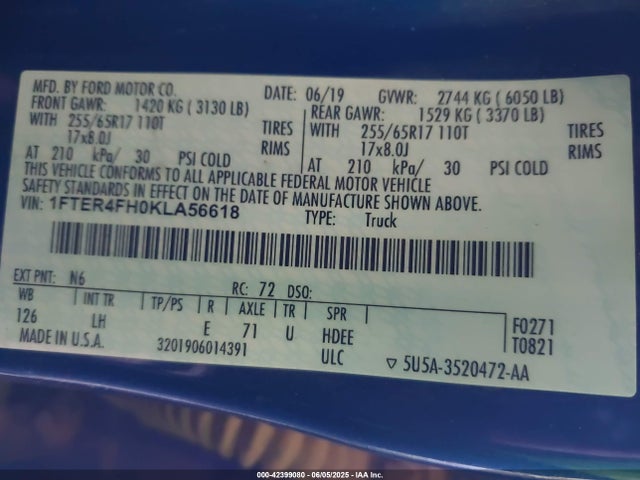 MFD. BY FORD MOTOR CO.
DATE: 06/19 GVWR: 2744 KG ( 6050 LB)
FRONT GAWR: 1420 KG ( 3130 LB)
REAR GAWR: 1529 KG ( 3370 LB)
WITH 255/65R17 110T TIRES
WITH 255/65R17 110T TIRES
17x8.0J RIMS
17x8.0J RIMS
AT 210 kPa/ 30 PSI COLD
AT 210 kPa/ 30 PSI COLD
THIS VEHICLE CONFORMS TO ALL APPLICABLE FEDERAL MOTOR VEHICLE
SAFETY STANDARDS IN EFFECT ON THE DATE OF MANUFACTURE SHOWN ABOVE.
VIN: 1FTER4FH0KLA56618 TYPE: Truck
EXT PNT: N6 RC: 72 DSO:
WB INT TR TP/PS R AXLE TR SPR
126 LH E 71 U HDEE F0271
MADE IN U.S.A. 3201906014391 ULC T0821
▽ 5U5A-3520472-AA
000-42399080 - 06/05/2025 - IAA Inc.